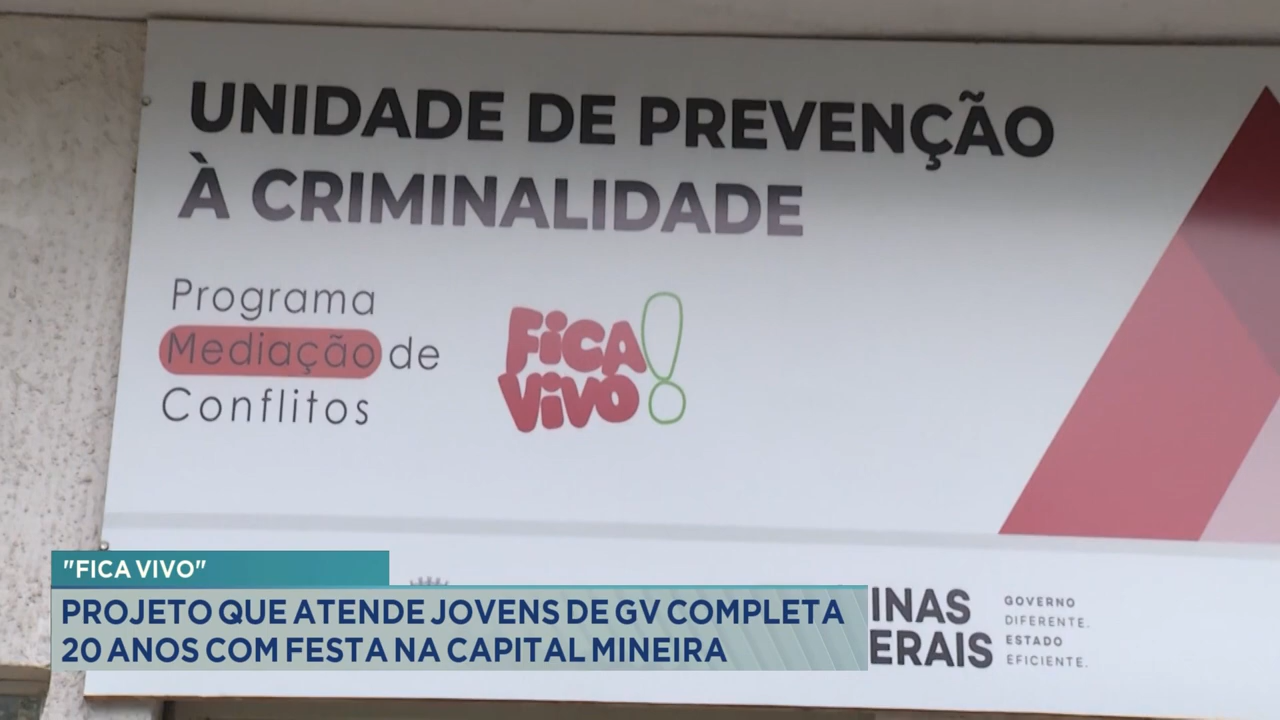 UNIDADE DE PREVENÇÃO
À CRIMINALIDADE
Programa
Mediação de
Conflitos
FiCA
ViVO!
"FICA VIVO"
PROJETO QUE ATENDE JOVENS DE GV COMPLETA
20 ANOS COM FESTA NA CAPITAL MINEIRA
INAS
ERAIS
GOVERNO
DIFERENTE.
ESTADO
EFICIENTE.